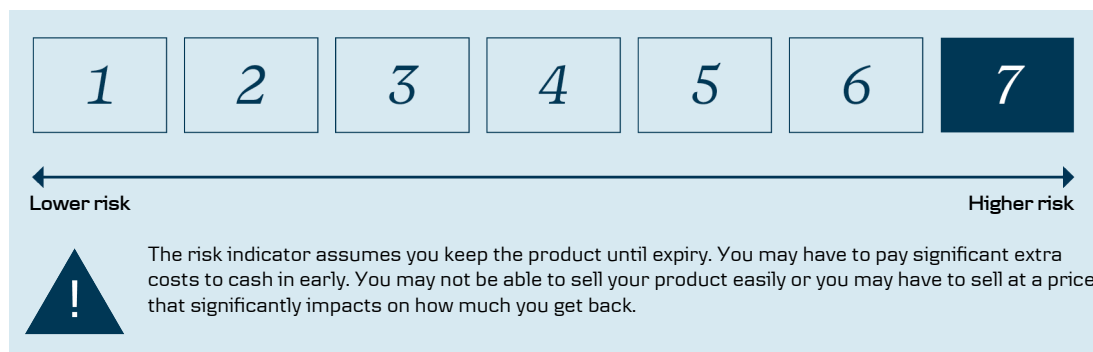 1 2 3 4 5 6 7
Lower risk Higher risk
The risk indicator assumes you keep the product until expiry. You may have to pay significant extra
! costs to cash in early. You may not be able to sell your product easily or you may have to sell at a price
that significantly impacts on how much you get back.